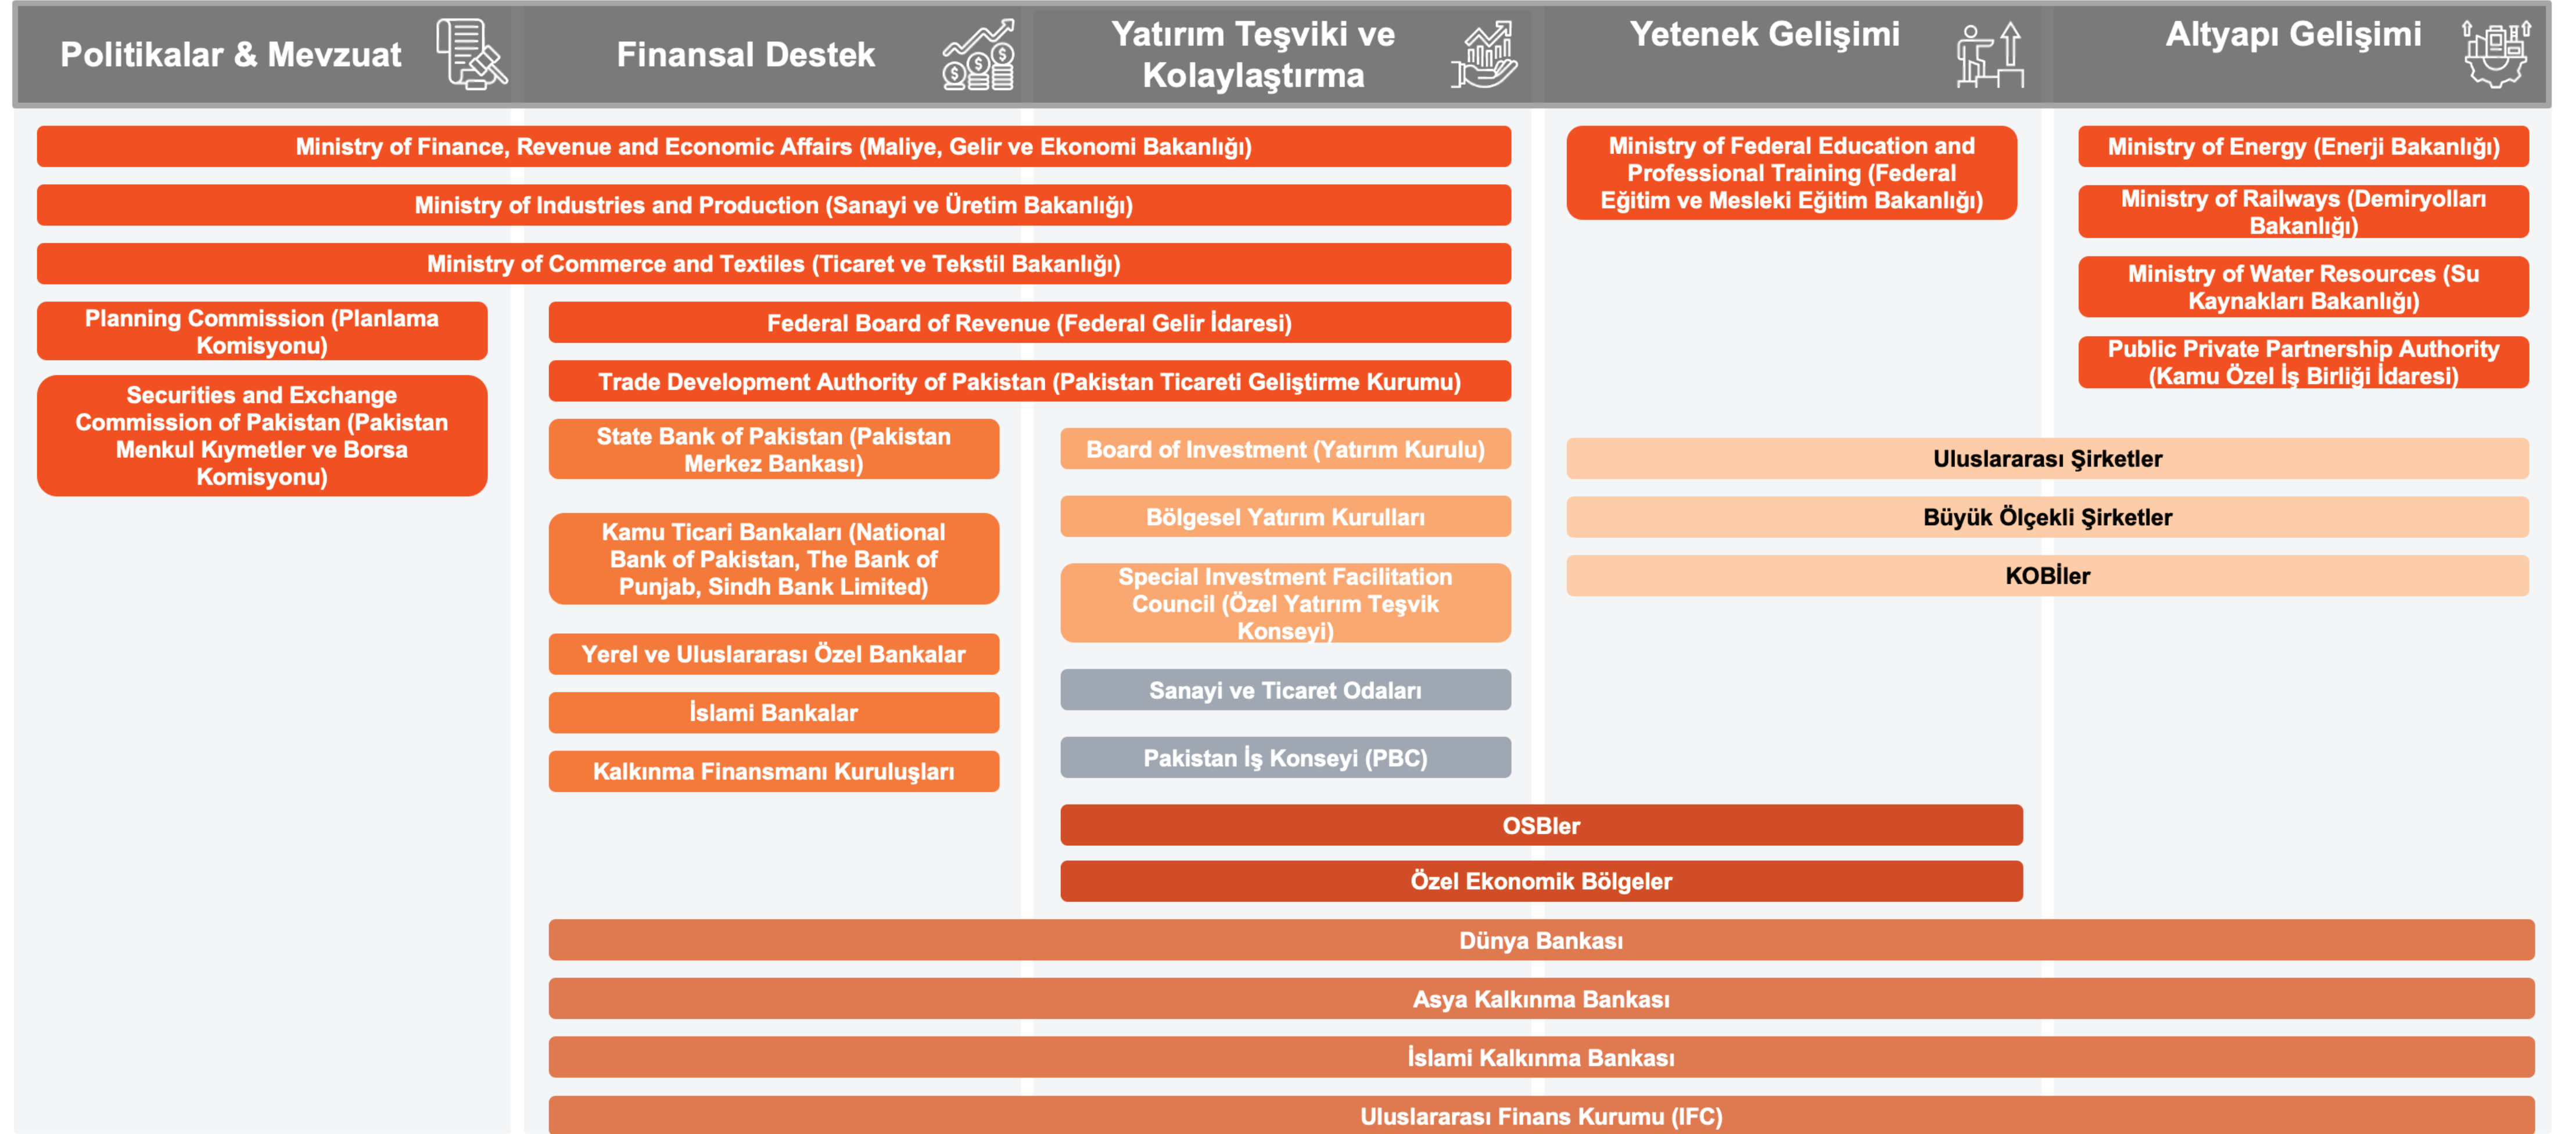 Politikalar & Mevzuat
Finansal Destek
Yatırım Teşviki ve
Kolaylaştırma
Yetenek Gelişimi
Altyapı Gelişimi
Ministry of Finance, Revenue and Economic Affairs (Maliye, Gelir ve Ekonomi Bakanlığı)
Ministry of Industries and Production (Sanayi ve Üretim Bakanlığı)
Ministry of Commerce and Textiles (Ticaret ve Tekstil Bakanlığı)
Planning Commission (Planlama
Komisyonu)
Securities and Exchange
Commission of Pakistan (Pakistan
Menkul Kıymetler ve Borsa
Komisyonu)
Federal Board of Revenue (Federal Gelir İdaresi)
Trade Development Authority of Pakistan (Pakistan Ticareti Geliştirme Kurumu)
State Bank of Pakistan (Pakistan
Merkez Bankası)
Kamu Ticari Bankaları (National
Bank of Pakistan, The Bank of
Punjab, Sindh Bank Limited)
Yerel ve Uluslararası Özel Bankalar
İslami Bankalar
Kalkınma Finansmanı Kuruluşları
Board of Investment (Yatırım Kurulu)
Bölgesel Yatırım Kurulları
Special Investment Facilitation
Council (Özel Yatırım Teşvik
Konseyi)
Sanayi ve Ticaret Odaları
Pakistan İş Konseyi (PBC)
Ministry of Federal Education and
Professional Training (Federal
Eğitim ve Mesleki Eğitim Bakanlığı)
Ministry of Energy (Enerji Bakanlığı)
Ministry of Railways (Demiryolları
Bakanlığı)
Ministry of Water Resources (Su
Kaynakları Bakanlığı)
Public Private Partnership Authority
(Kamu Özel İş Birliği İdaresi)
Uluslararası Şirketler
Büyük Ölçekli Şirketler
KOBİler
OSBler
Özel Ekonomik Bölgeler
Dünya Bankası
Asya Kalkınma Bankası
İslami Kalkınma Bankası
Uluslararası Finans Kurumu (IFC)